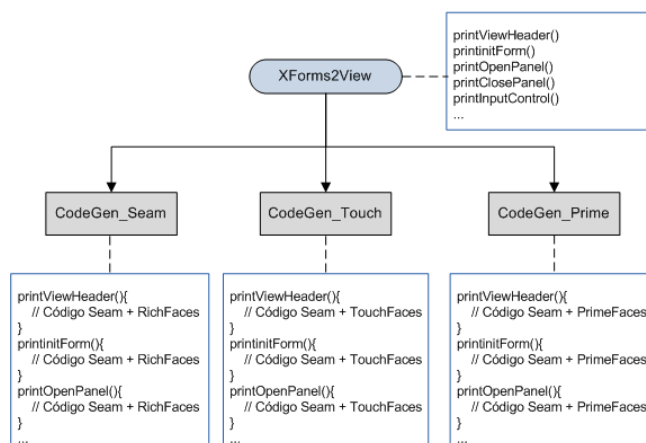 printViewHeader()
printinitForm()
printOpenPanel()
printClosePanel()
printInputControl()
...
XForms2View
CodeGen_Seam
CodeGen_Touch
CodeGen_Prime
printViewHeader(){
// Código Seam + RichFaces
}
printinitForm(){
// Código Seam + RichFaces
}
printOpenPanel(){
// Código Seam + RichFaces
}
...
printViewHeader(){
// Código Seam + TouchFaces
}
printinitForm(){
// Código Seam + TouchFaces
}
printOpenPanel(){
// Código Seam + TouchFaces
}
...
printViewHeader(){
// Código Seam + PrimeFaces
}
printinitForm(){
// Código Seam + PrimeFaces
}
printOpenPanel(){
// Código Seam + PrimeFaces
}
...